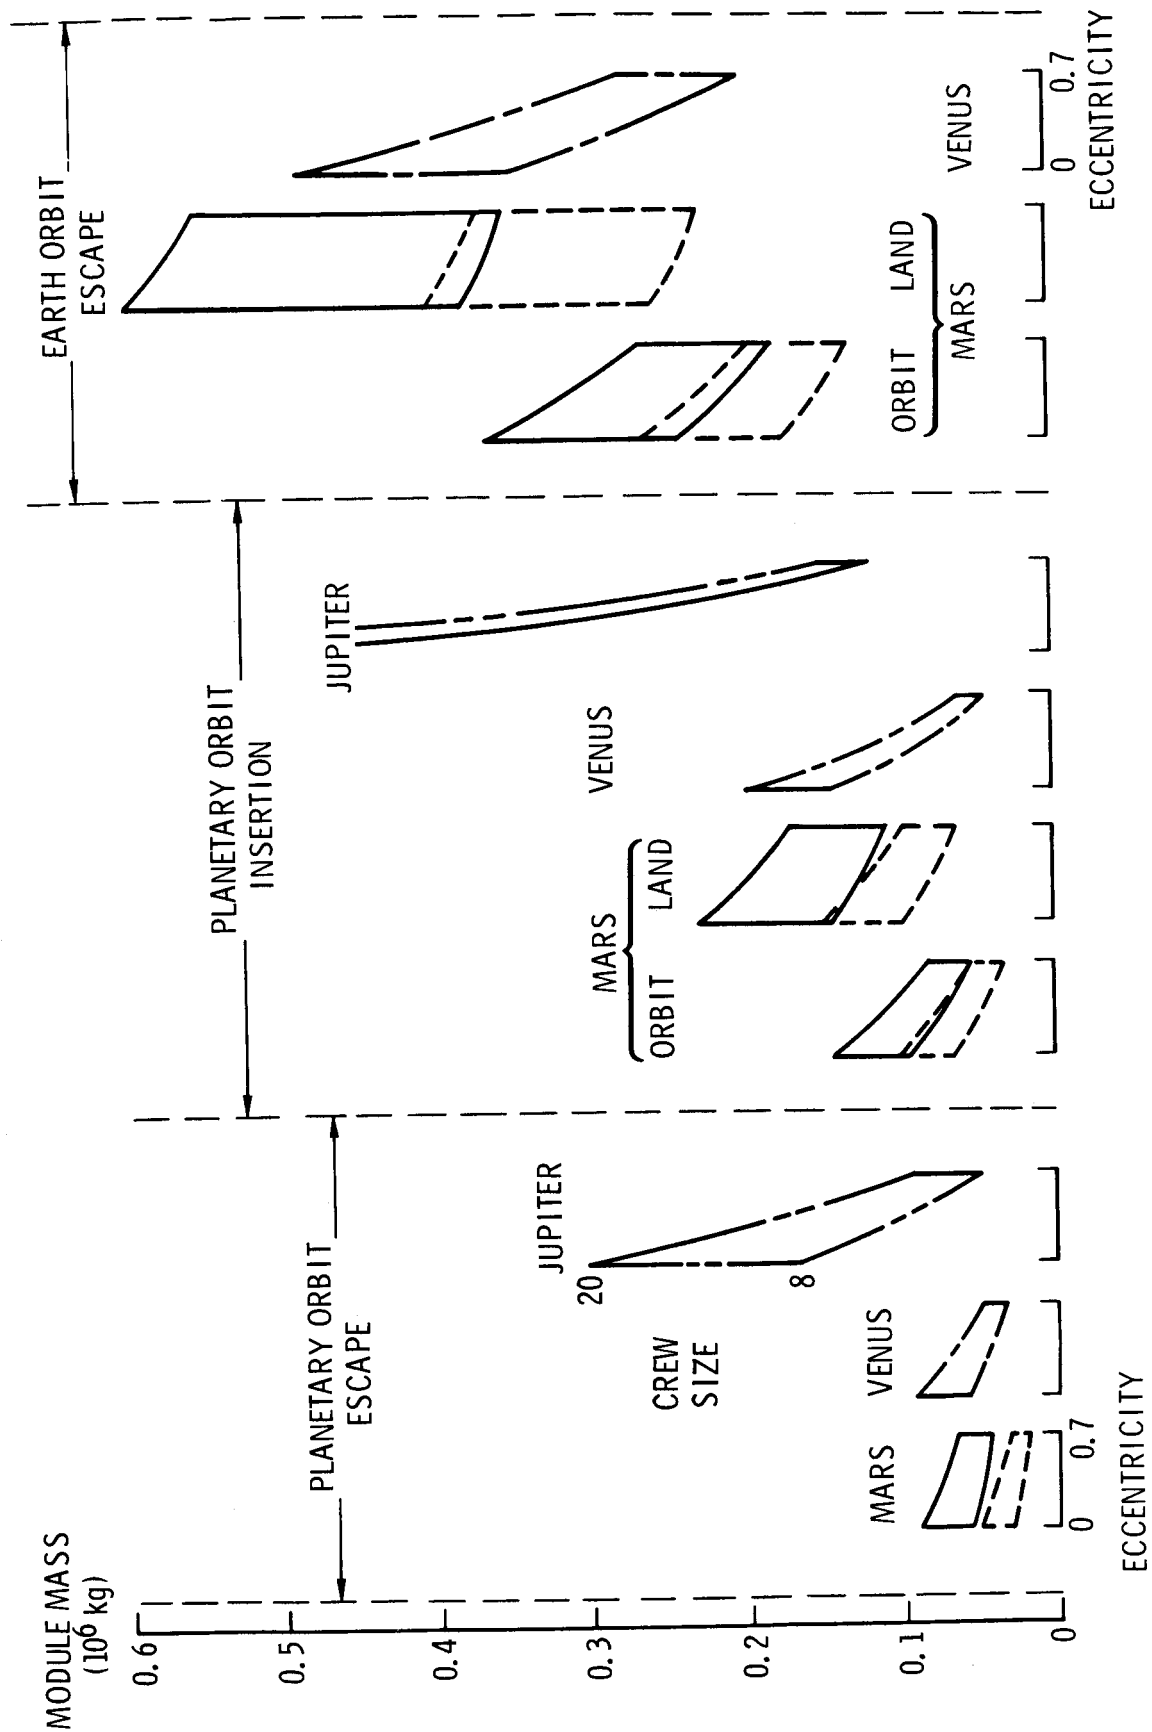 MODULE MASS
(10⁶ kg)
0.6
0.5
0.4
0.3
0.2
0.1
0
PLANETARY ORBIT
ESCAPE
PLANETARY ORBIT
INSERTION
EARTH ORBIT
ESCAPE
CREW
SIZE
20
8
MARS
VENUS
JUPITER
MARS
ORBIT LAND
VENUS
JUPITER
ORBIT LAND
MARS
VENUS
0 0.7
ECCENTRICITY
0 0.7
ECCENTRICITY